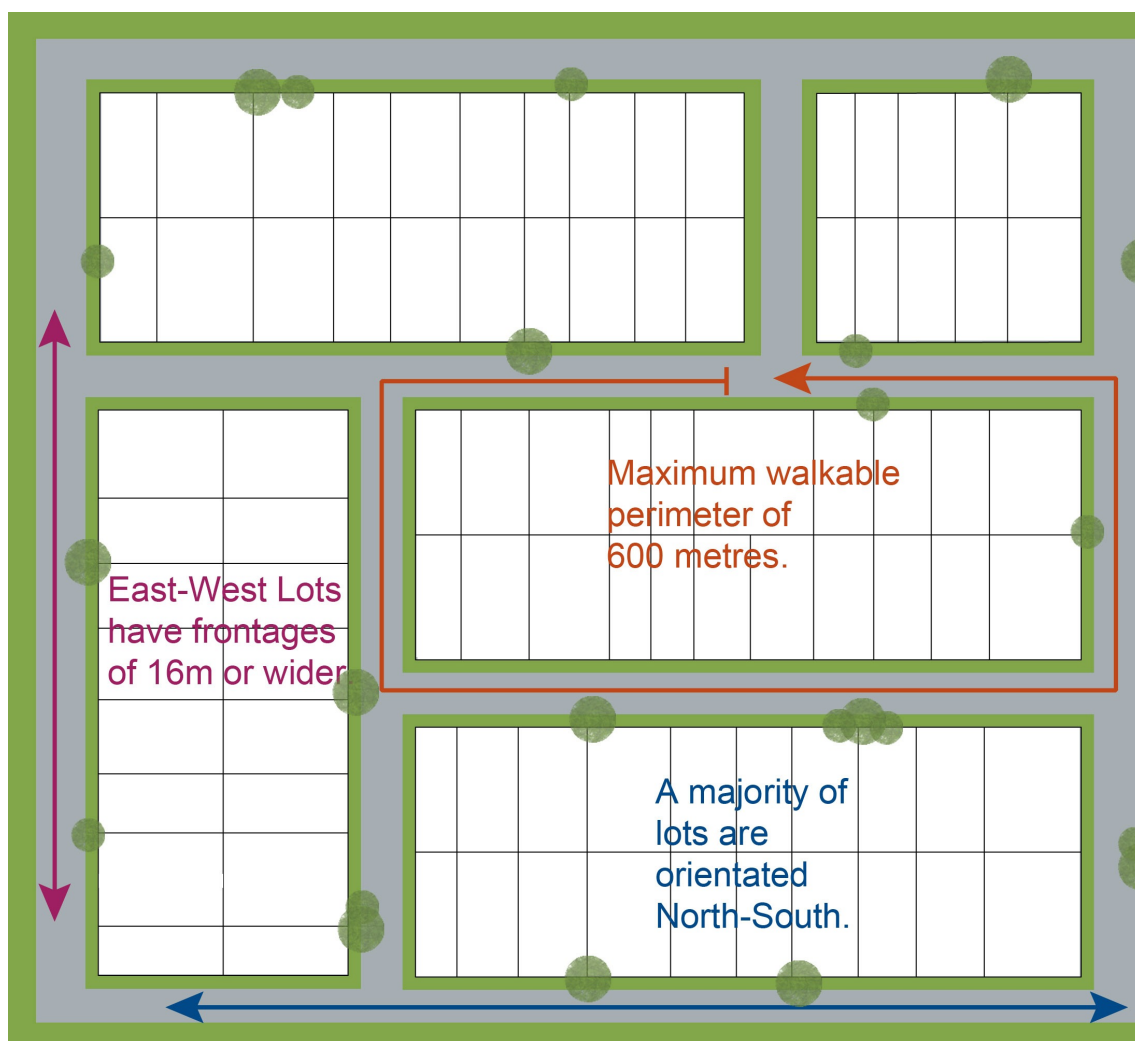 Maximum walkable
perimeter of
600 metres.
East-West Lots
have frontages
of 16m or wider
A majority of
lots are
orientated
North-South.